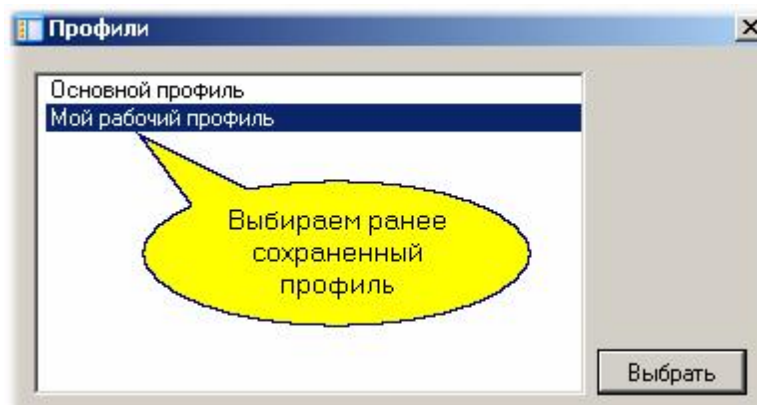 Профили
Основной профиль
Мой рабочий профиль
Выбираем ранее
сохраненный
профиль
Выбрать